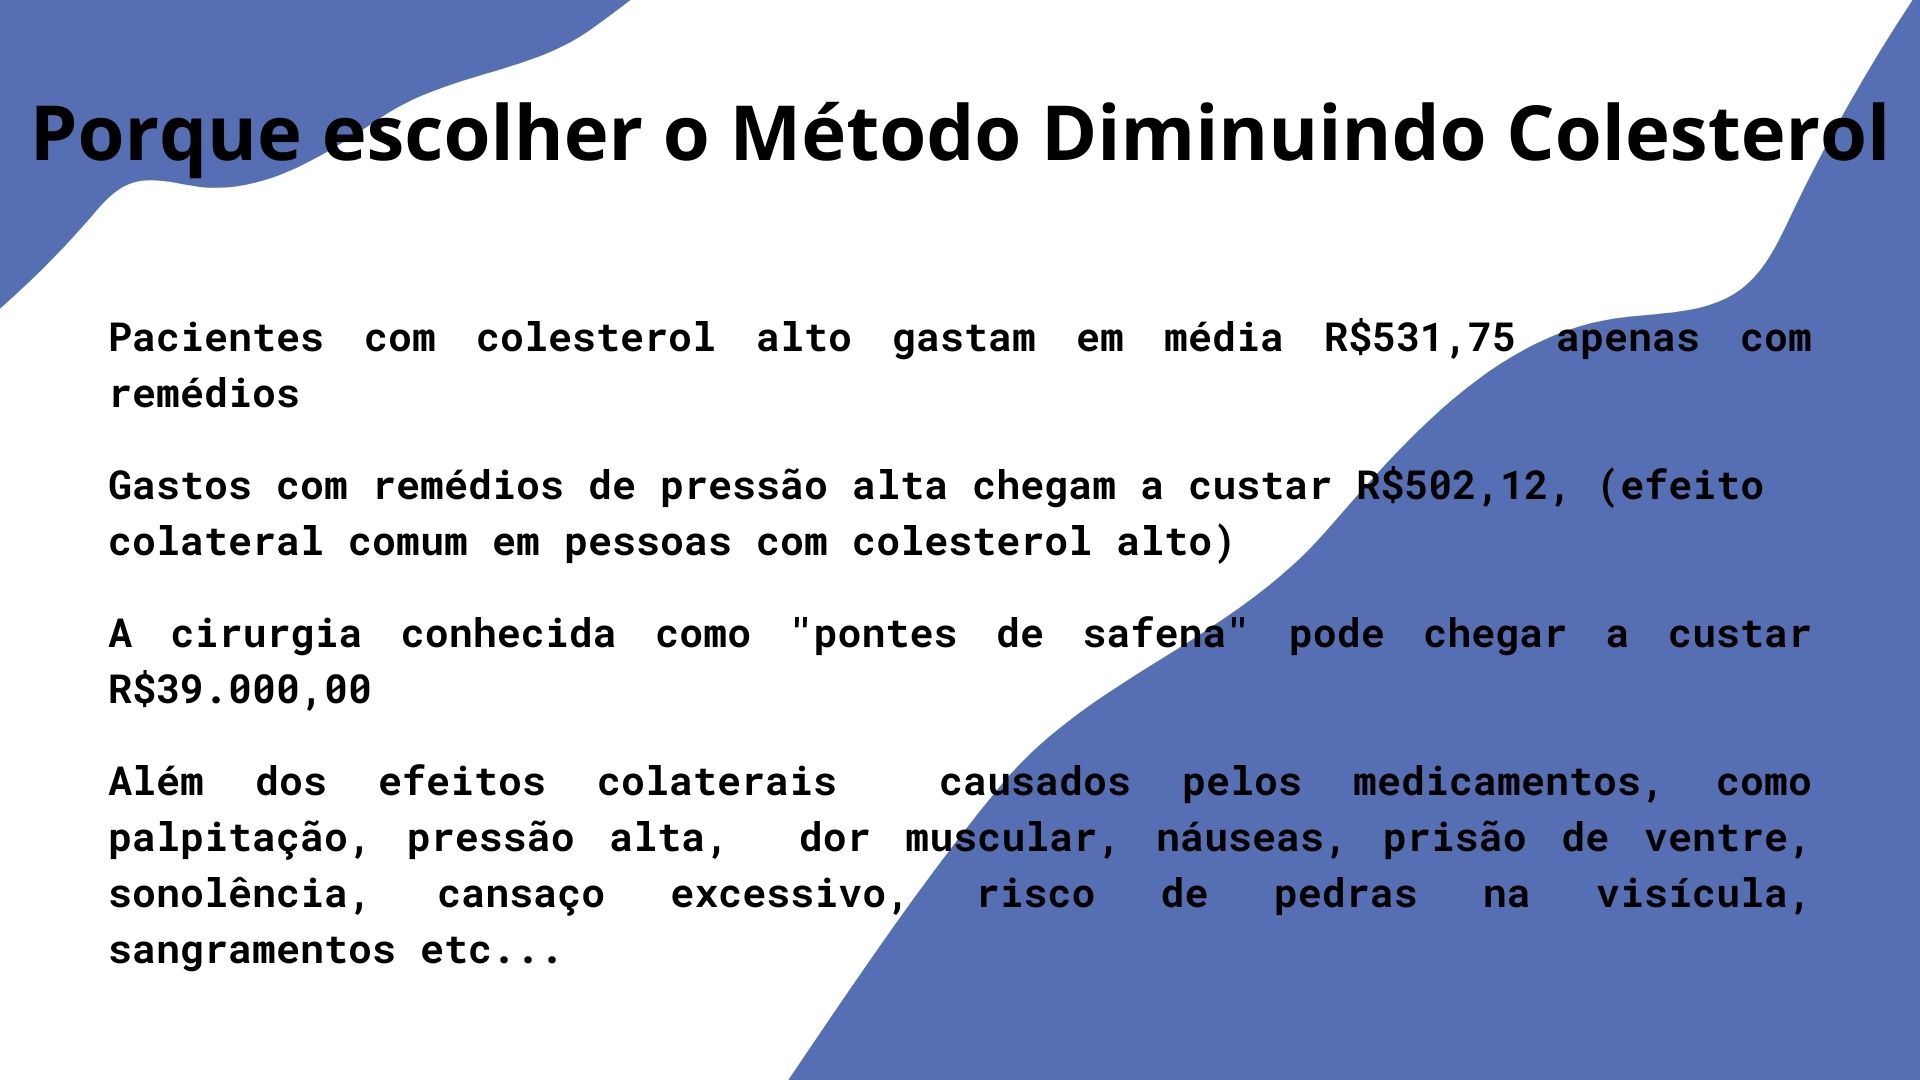 Porque escolher o Método Diminuindo Colesterol
Pacientes com colesterol alto gastam em média R$531,75 apenas com
remédios
Gastos com remédios de pressão alta chegam a custar R$502,12, (efeito
colateral comum em pessoas com colesterol alto)
A cirurgia conhecida como "pontes de safena" pode chegar a custar
R$39.000,00
Além dos efeitos colaterais causados pelos medicamentos, como
palpitação, pressão alta, dor muscular, náuseas, prisão de ventre,
sonolência, cansaço excessivo, risco de pedras na visícula,
sangramentos etc...